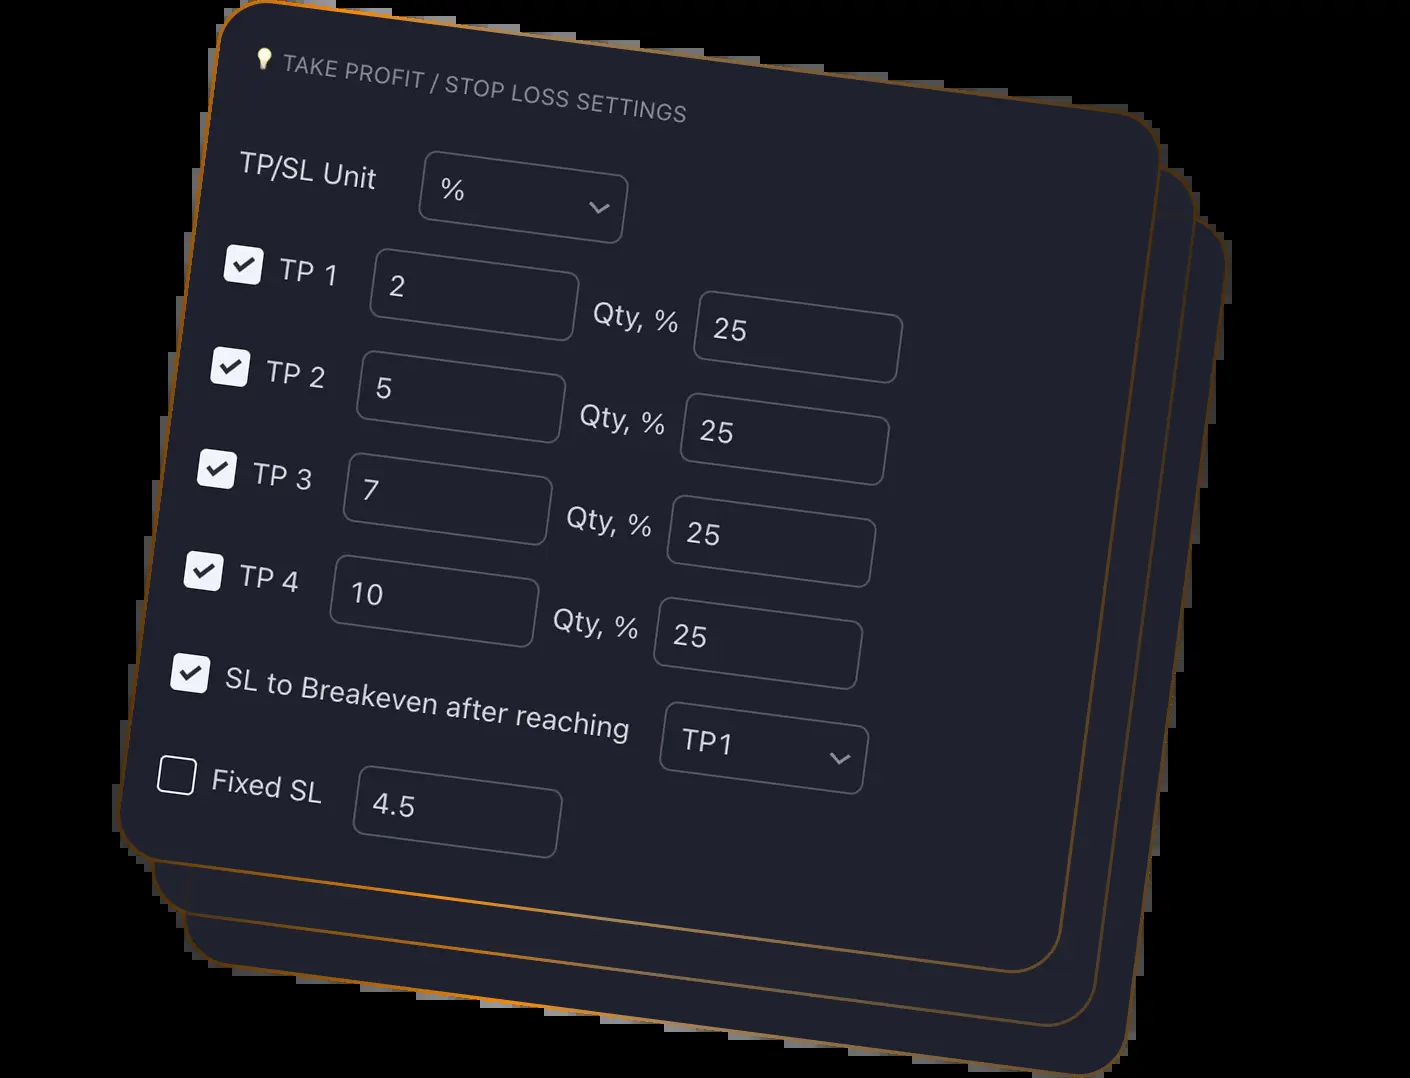 TAKE PROFIT / STOP LOSS SETTINGS
TP/SL Unit %
TP 1 2 Qty, % 25
TP 2 5 Qty, % 25
TP 3 7 Qty, % 25
TP 4 10 Qty, % 25
SL to Breakeven after reaching TP1
Fixed SL 4.5